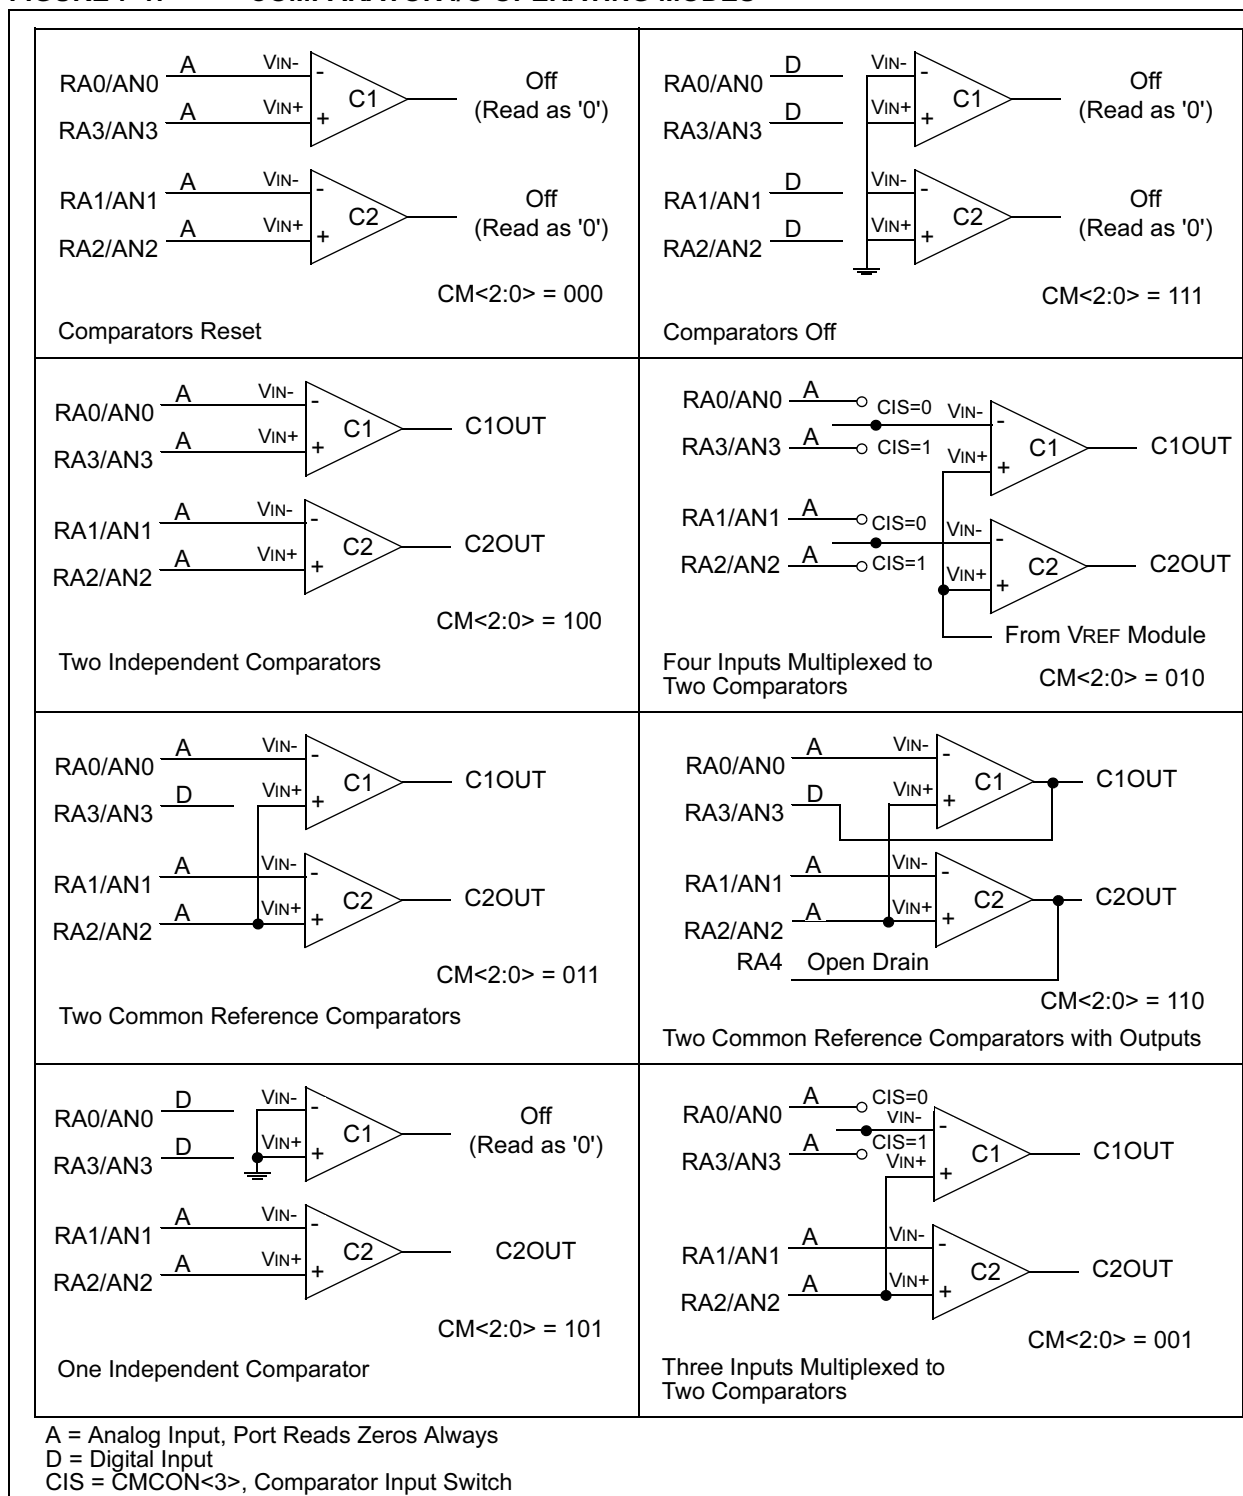 RA0/AN0 A VIN- -
C1 Off
RA3/AN3 A VIN+ + (Read as '0')
RA1/AN1 A VIN- -
C2 Off
RA2/AN2 A VIN+ + (Read as '0')
CM<2:0> = 000
Comparators Reset
RA0/AN0 D VIN- -
C1 Off
RA3/AN3 D VIN+ + (Read as '0')
RA1/AN1 D VIN- -
C2 Off
RA2/AN2 D VIN+ + (Read as '0')
CM<2:0> = 111
Comparators Off
RA0/AN0 A VIN- -
C1 C1OUT
RA3/AN3 A VIN+ +
RA1/AN1 A VIN- -
C2 C2OUT
RA2/AN2 A VIN+ +
CM<2:0> = 100
Two Independent Comparators
RA0/AN0 A CIS=0 VIN- -
C1 C1OUT
RA3/AN3 A CIS=1 VIN+ +
RA1/AN1 A CIS=0 VIN- -
C2 C2OUT
RA2/AN2 A CIS=1 VIN+ +
From VREF Module
Four Inputs Multiplexed to
Two Comparators
CM<2:0> = 010
RA0/AN0 A VIN- -
C1 C1OUT
RA3/AN3 D VIN+ +
RA1/AN1 A VIN- -
C2 C2OUT
RA2/AN2 A VIN+ +
CM<2:0> = 011
Two Common Reference Comparators
RA0/AN0 A VIN- -
C1 C1OUT
RA3/AN3 D VIN+ +
RA1/AN1 A VIN- -
C2 C2OUT
RA2/AN2 A VIN+ +
RA4 Open Drain
CM<2:0> = 110
Two Common Reference Comparators with Outputs
RA0/AN0 D VIN- -
C1 Off
RA3/AN3 D VIN+ + (Read as '0')
RA1/AN1 A VIN- -
C2 C2OUT
RA2/AN2 A VIN+ +
CM<2:0> = 101
One Independent Comparator
RA0/AN0 A CIS=0 VIN- -
C1 C1OUT
RA3/AN3 A CIS=1 VIN+ +
RA1/AN1 A VIN- -
C2 C2OUT
RA2/AN2 A VIN+ +
CM<2:0> = 001
Three Inputs Multiplexed to
Two Comparators
A = Analog Input, Port Reads Zeros Always
D = Digital Input
CIS = CMCON<3>, Comparator Input Switch